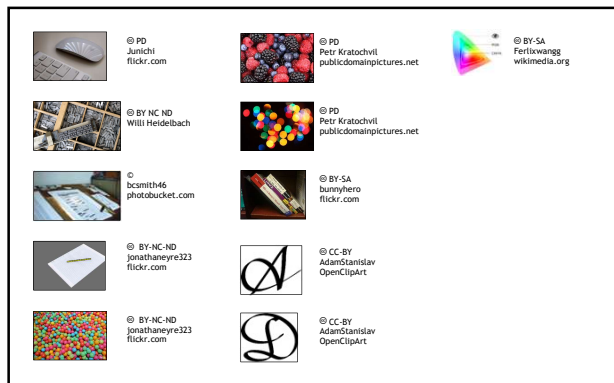 🅭 PD
Junichi
flickr.com
🅭 BY NC ND
Willi Heidelbach
©
bcsmith46
photobucket.com
🅭 BY-NC-ND
jonathaneyre323
flickr.com
🅭 BY-NC-ND
jonathaneyre323
flickr.com
🅭 PD
Petr Kratochvil
publicdomainpictures.net
🅭 PD
Petr Kratochvil
publicdomainpictures.net
🅭 BY-SA
bunnyhero
flickr.com
A
🅭 CC-BY
AdamStanislav
OpenClipArt
D
🅭 CC-BY
AdamStanislav
OpenClipArt
🅭 BY-SA
Ferlixwangg
wikimedia.org